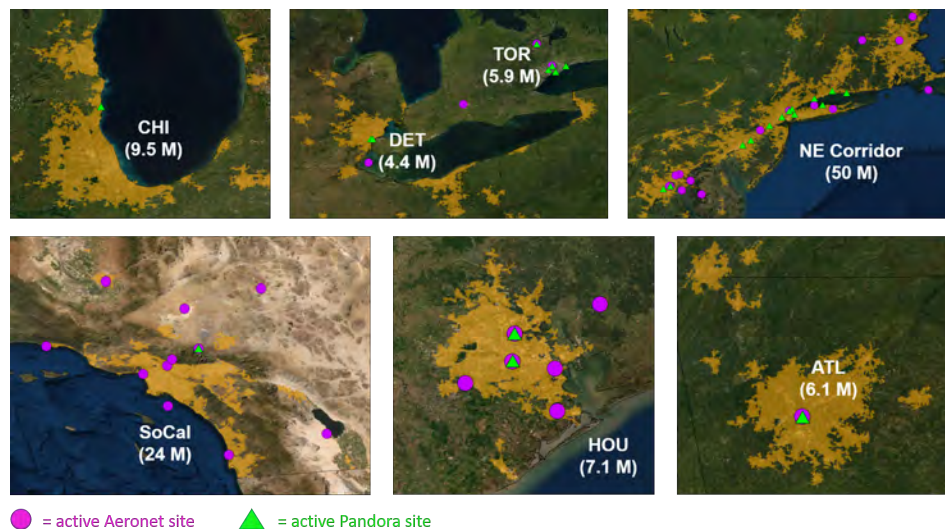 CHI
(9.5 M)
TOR
(5.9 M)
DET
(4.4 M)
NE Corridor
(50 M)
SoCal
(24 M)
HOU
(7.1 M)
ATL
(6.1 M)
= active Aeronet site
= active Pandora site